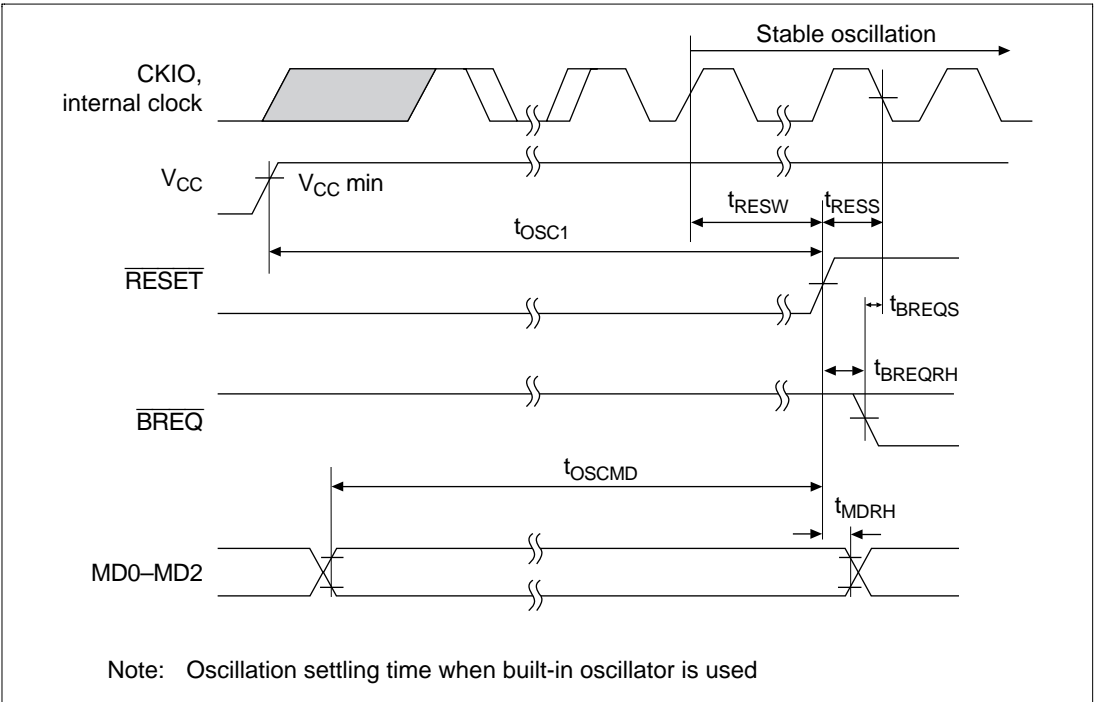 Stable oscillation
CKIO,
internal clock
VCC
VCC min
tRESW
tRESS
tOSC1
RESET
tBREQS
tBREQRH
BREQ
tOSCMD
tMDRH
MD0–MD2
Note: Oscillation settling time when built-in oscillator is used